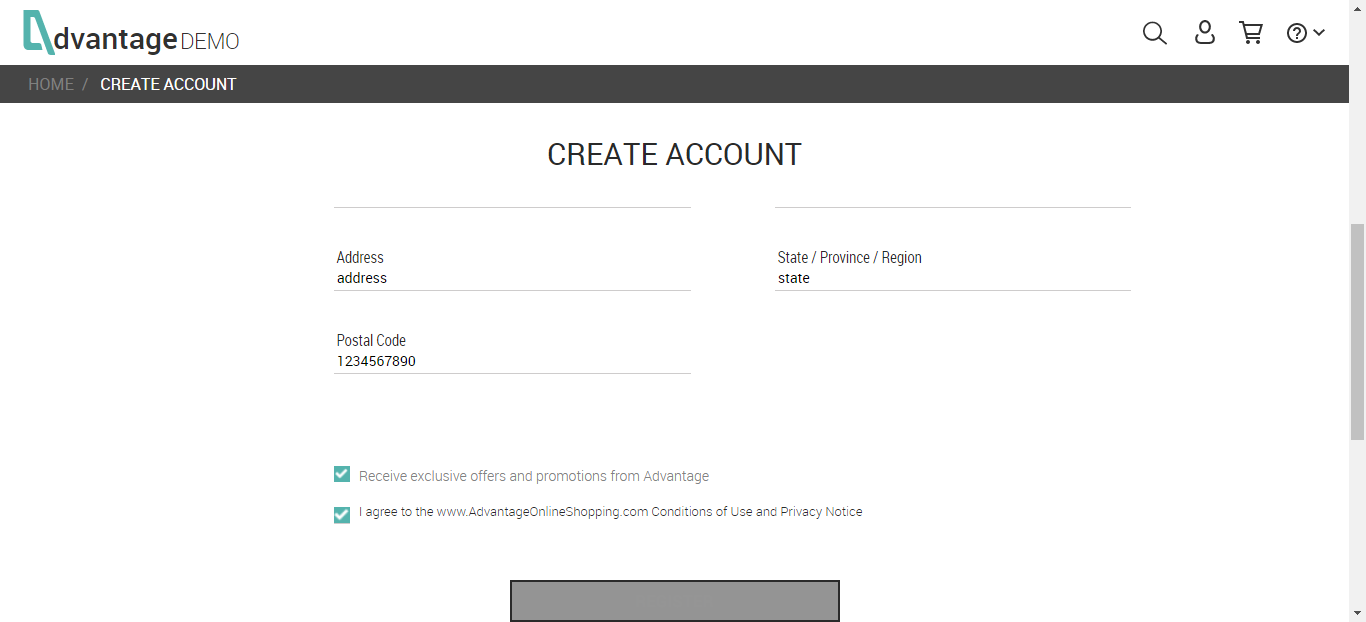 dvantage DEMO
HOME / CREATE ACCOUNT
CREATE ACCOUNT
Address
address
State / Province / Region
state
Postal Code
1234567890
Receive exclusive offers and promotions from Advantage
I agree to the www.AdvantageOnlineShopping.com Conditions of Use and Privacy Notice